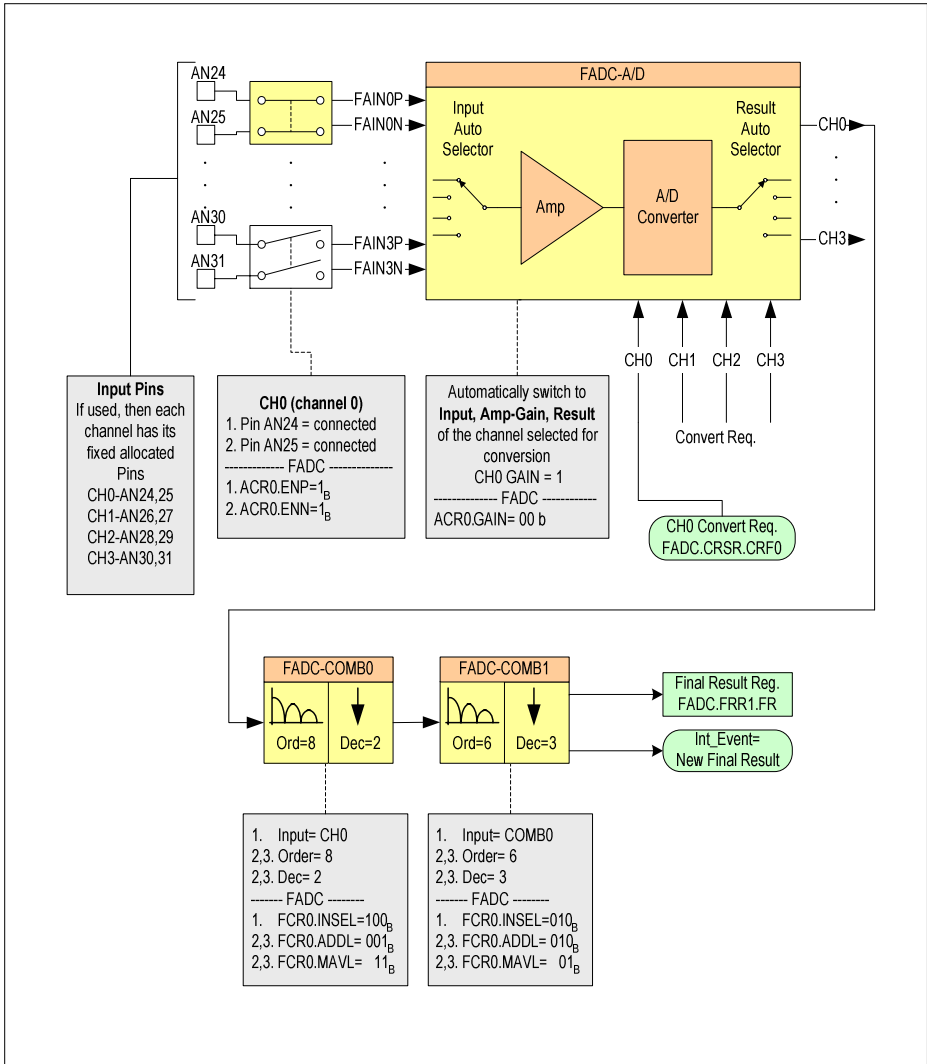 AN24
AN25
AN30
AN31
FAIN0P
FAIN0N
FAIN3P
FAIN3N
FADC-A/D
Input
Auto
Selector
Amp
A/D
Converter
Result
Auto
Selector
CH0
CH3
CH0 CH1 CH2 CH3
Convert Req.
CH0 Convert Req.
FADC.CRSR.CRF0
Input Pins
If used, then each
channel has its
fixed allocated
Pins
CH0-AN24,25
CH1-AN26,27
CH2-AN28,29
CH3-AN30,31
CH0 (channel 0)
1. Pin AN24 = connected
2. Pin AN25 = connected
------------- FADC --------------
1. ACR0.ENP=1B
2. ACR0.ENN=1B
Automatically switch to
Input, Amp-Gain, Result
of the channel selected for
conversion
CH0 GAIN = 1
-------------- FADC ------------
ACR0.GAIN= 00 b
FADC-COMB0
Ord=8
Dec=2
FADC-COMB1
Ord=6
Dec=3
Final Result Reg.
FADC.FRR1.FR
Int_Event=
New Final Result
1. Input= CH0
2,3. Order= 8
2,3. Dec= 2
------- FADC --------
1. FCR0.INSEL=100B
2,3. FCR0.ADDL= 001B
2,3. FCR0.MAVL= 11B
1. Input= COMB0
2,3. Order= 6
2,3. Dec= 3
------- FADC --------
1. FCR0.INSEL=010B
2,3. FCR0.ADDL= 010B
2,3. FCR0.MAVL= 01B